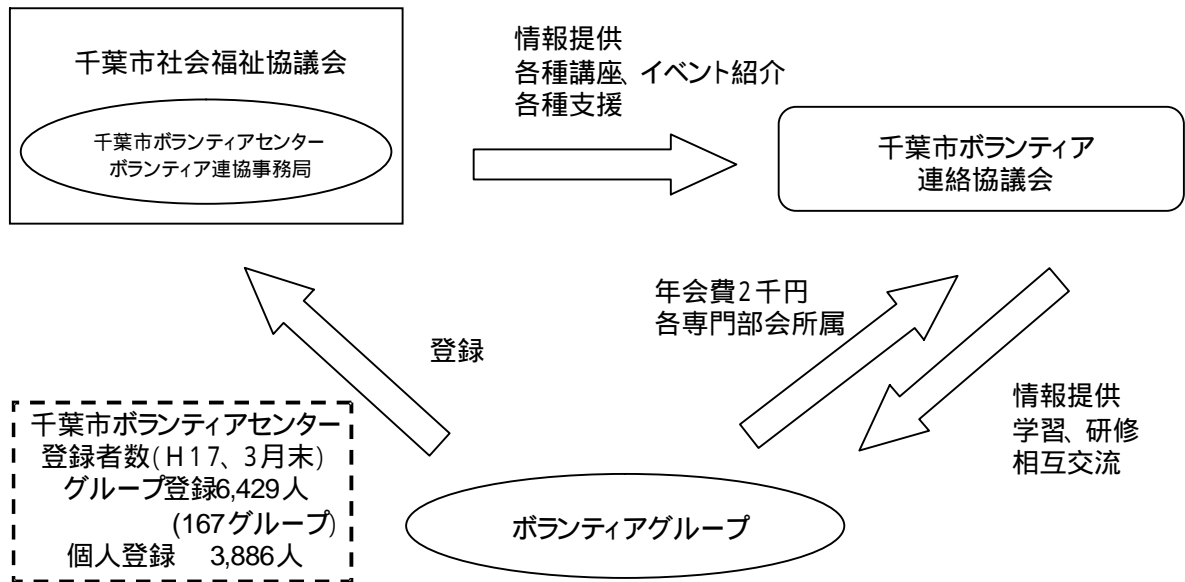 千葉市社会福祉協議会
千葉市ボランティアセンター
ボランティア連協事務局
情報提供
各種講座、イベント紹介
各種支援
千葉市ボランティア
連絡協議会
年会費2千円
各専門部会所属
登録
情報提供
学習、研修
相互交流
千葉市ボランティアセンター
登録者数(H17、3月末)
グループ登録6,429人
(167グループ)
個人登録 3,886人
ボランティアグループ